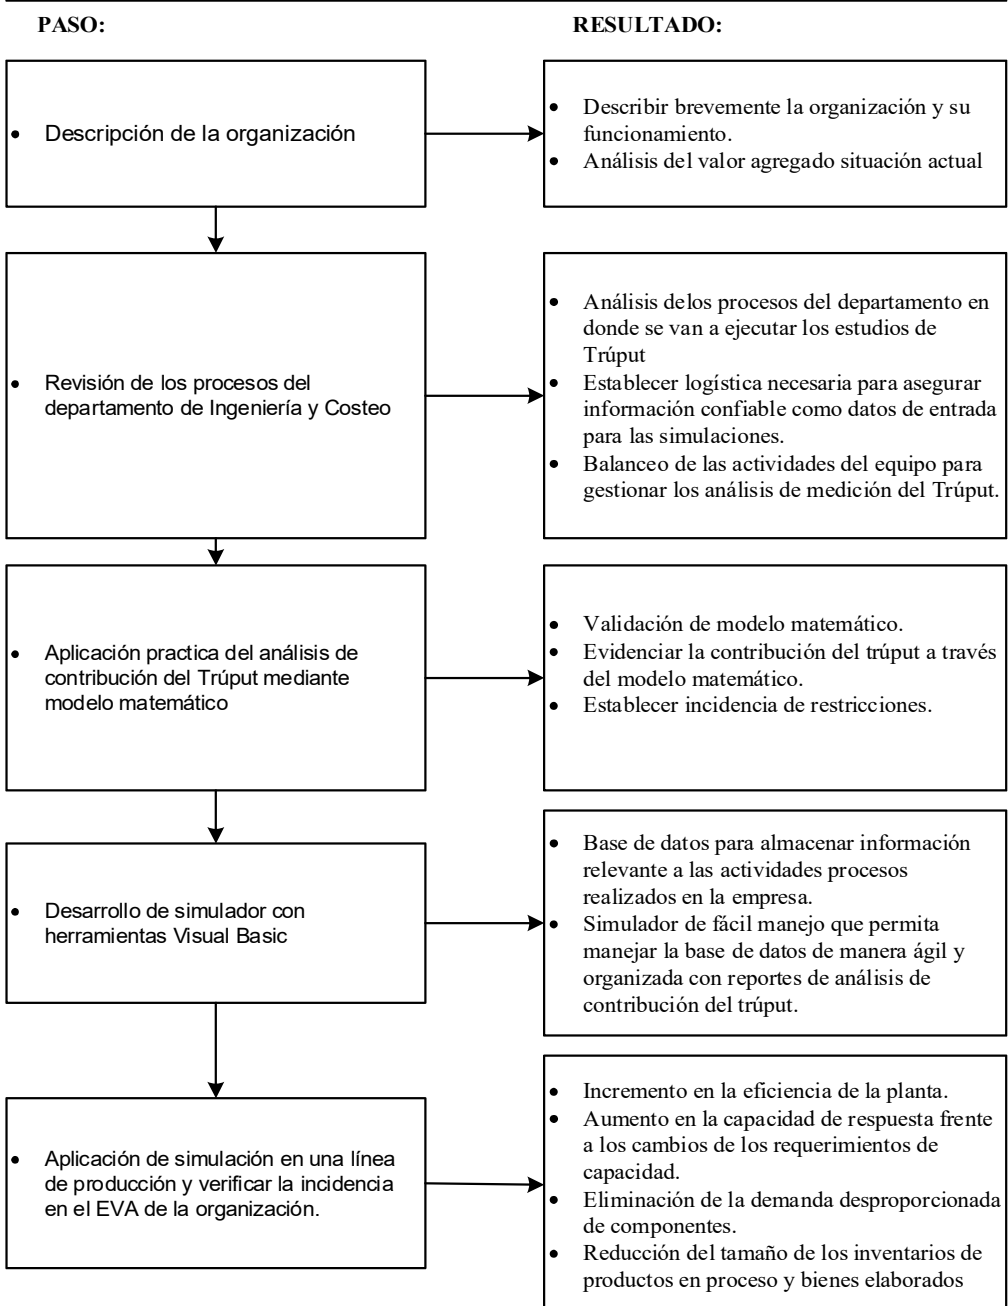 PASO:
RESULTADO:
• Descripción de la organización
• Describir brevemente la organización y su
funcionamiento.
• Análisis del valor agregado situación actual
• Revisión de los procesos del
departamento de Ingeniería y Costeo
• Análisis delos procesos del departamento en
donde se van a ejecutar los estudios de
Trúput
• Establecer logística necesaria para asegurar
información confiable como datos de entrada
para las simulaciones.
• Balanceo de las actividades del equipo para
gestionar los análisis de medición del Trúput.
• Aplicación practica del análisis de
contribución del Trúput mediante
modelo matemático
• Validación de modelo matemático.
• Evidenciar la contribución del trúput a través
del modelo matemático.
• Establecer incidencia de restricciones.
• Desarrollo de simulador con
herramientas Visual Basic
• Base de datos para almacenar información
relevante a las actividades procesos
realizados en la empresa.
• Simulador de fácil manejo que permita
manejar la base de datos de manera ágil y
organizada con reportes de análisis de
contribución del trúput.
• Aplicación de simulación en una línea
de producción y verificar la incidencia
en el EVA de la organización.
• Incremento en la eficiencia de la planta.
• Aumento en la capacidad de respuesta frente
a los cambios de los requerimientos de
capacidad.
• Eliminación de la demanda desproporcionada
de componentes.
• Reducción del tamaño de los inventarios de
productos en proceso y bienes elaborados